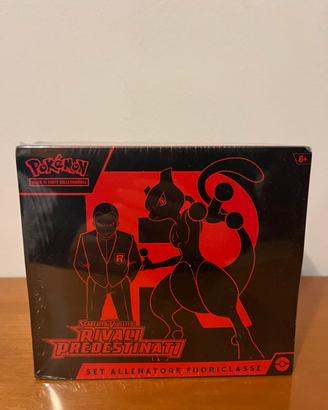 POKÉMON
GIOCO DI CARTE COLLEZIONABILI
6+
R
SCARLATTO E VIOLETTO
RIVALI
PREDESTINATI
SET ALLENATORE FUORICLASSE